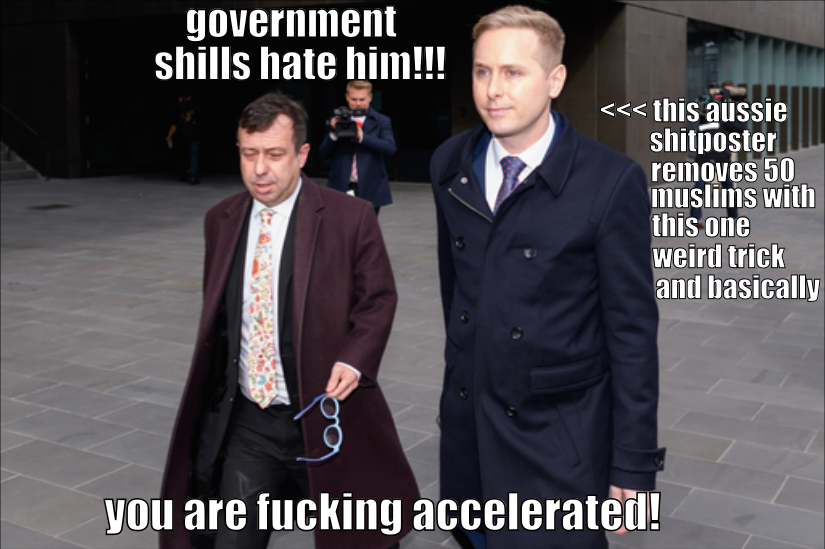 government
shills hate him!!!
<<< this aussie
shitposter
removes 50
muslims with
this one
weird trick
and basically
you are fucking accelerated!